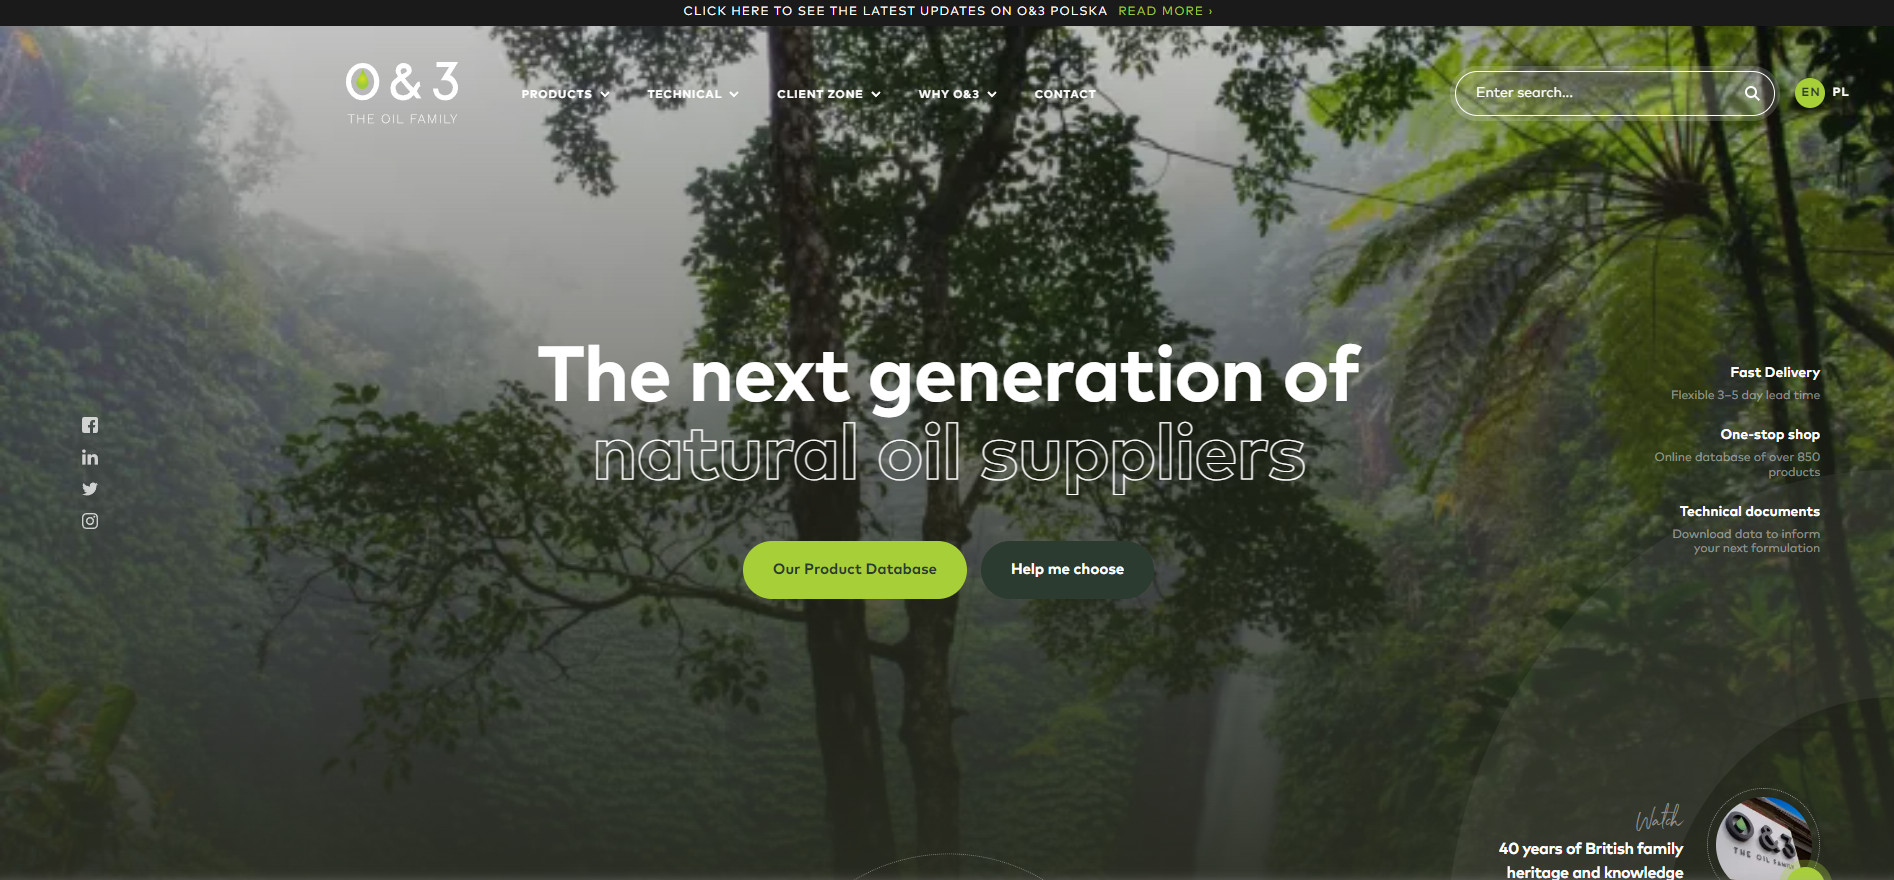 CLICK HERE TO SEE THE LATEST UPDATES ON O&3 POLSKA READ MORE ›
O & 3
THE OIL FAMILY
PRODUCTS
TECHNICAL
CLIENT ZONE
WHY O&3
CONTACT
Enter search...
EN PL
The next generation of
natural oil suppliers
Our Product Database
Help me choose
Fast Delivery
Flexible 3–5 day lead time
One-stop shop
Online database of over 850
products
Technical documents
Download data to inform
your next formulation
Watch
40 years of British family
heritage and knowledge
O & 3
THE OIL FAMILY